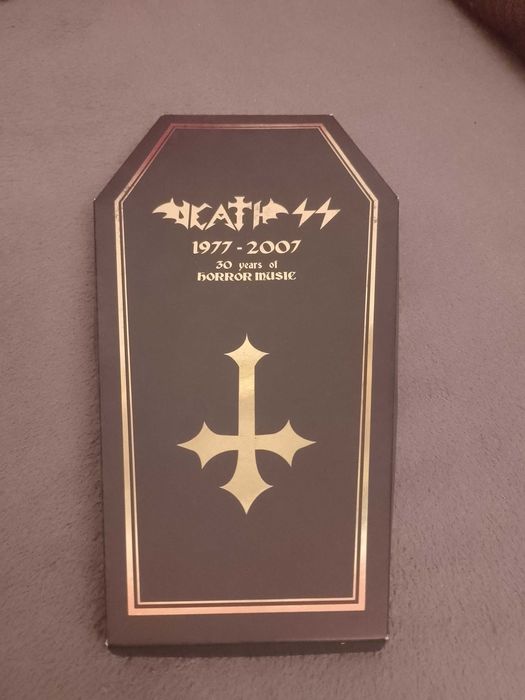 DEATH SS
1977 - 2007
30 years of
HORROR MUSIC